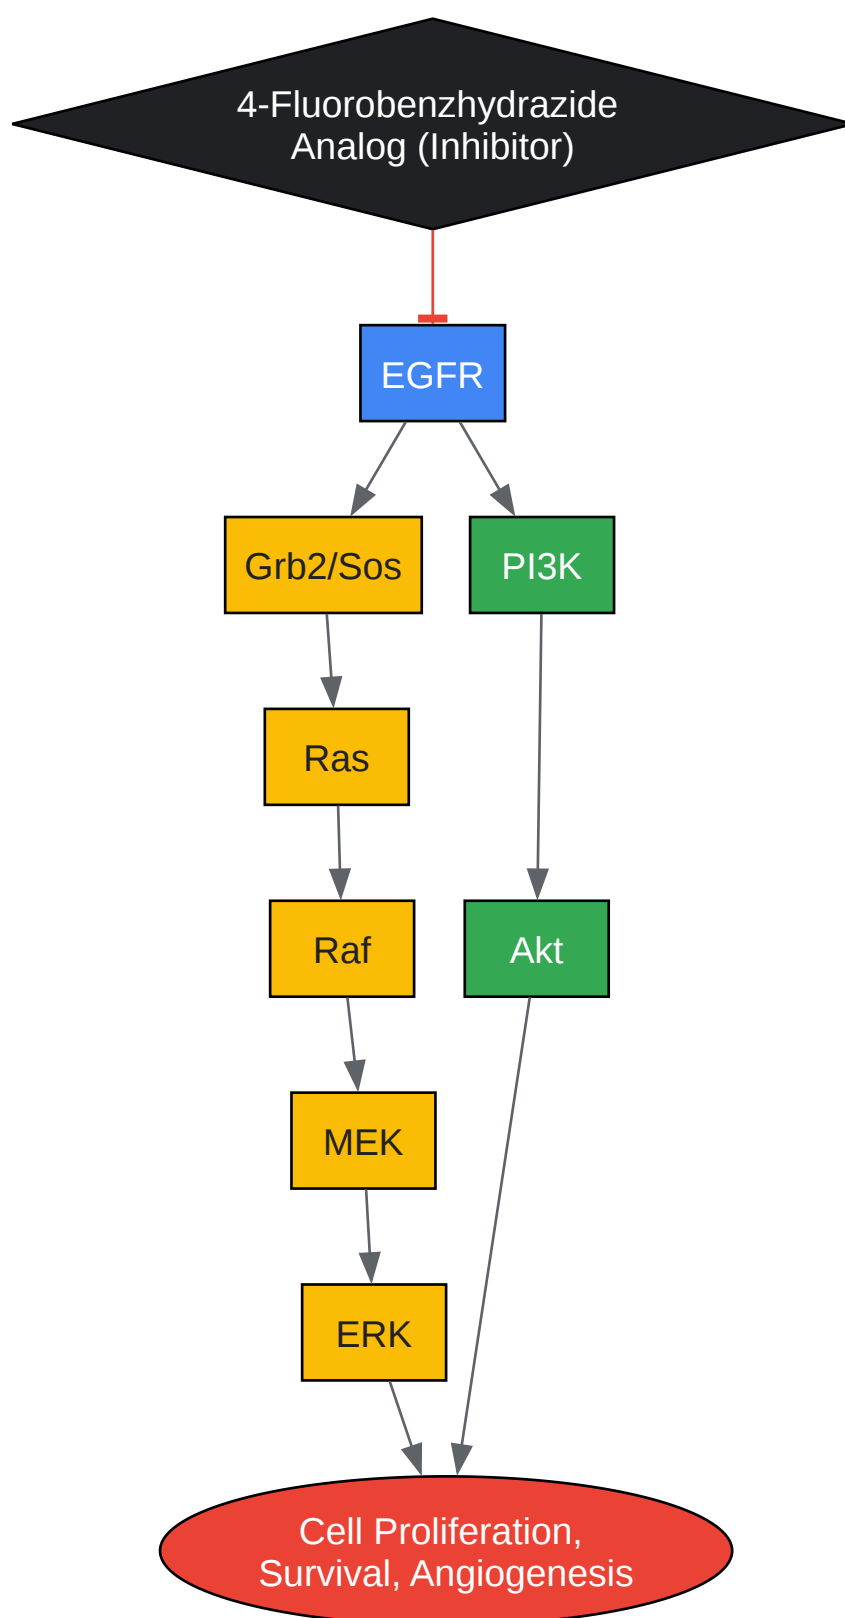 4-Fluorobenzhydrazide
Analog (Inhibitor)
EGFR
Grb2/Sos
PI3K
Ras
Raf
Akt
MEK
ERK
Cell Proliferation,
Survival, Angiogenesis